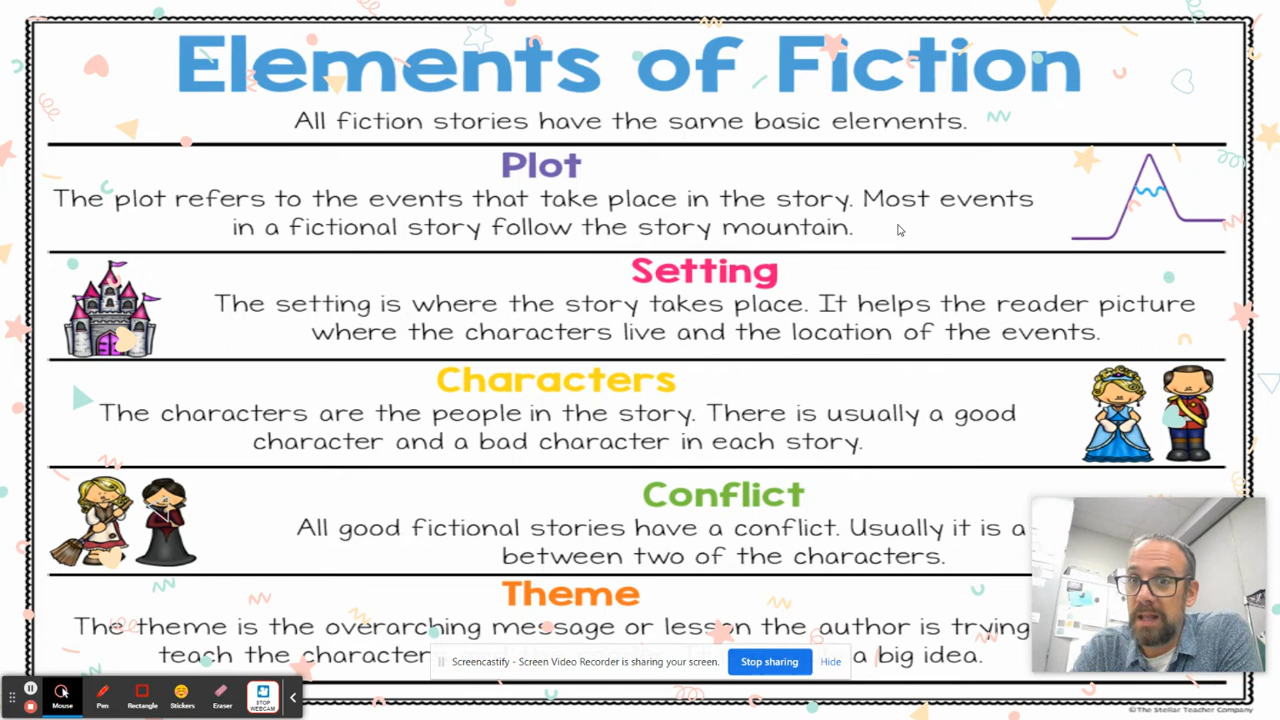 Elements of Fiction
All fiction stories have the same basic elements.
Plot
The plot refers to the events that take place in the story. Most events
in a fictional story follow the story mountain.
Setting
The setting is where the story takes place. It helps the reader picture
where the characters live and the location of the events.
Characters
The characters are the people in the story. There is usually a good
character and a bad character in each story.
Conflict
All good fictional stories have a conflict. Usually it is a
between two of the characters.
Theme
The theme is the overarching message or lesson the author is trying
teach the character a big idea.
Screencastify - Screen Video Recorder is sharing your screen.
Stop sharing
Hide
Mouse
Pen
Rectangle
Stickers
Eraser
STOP
WEBCAM
©The Stellar Teacher Company